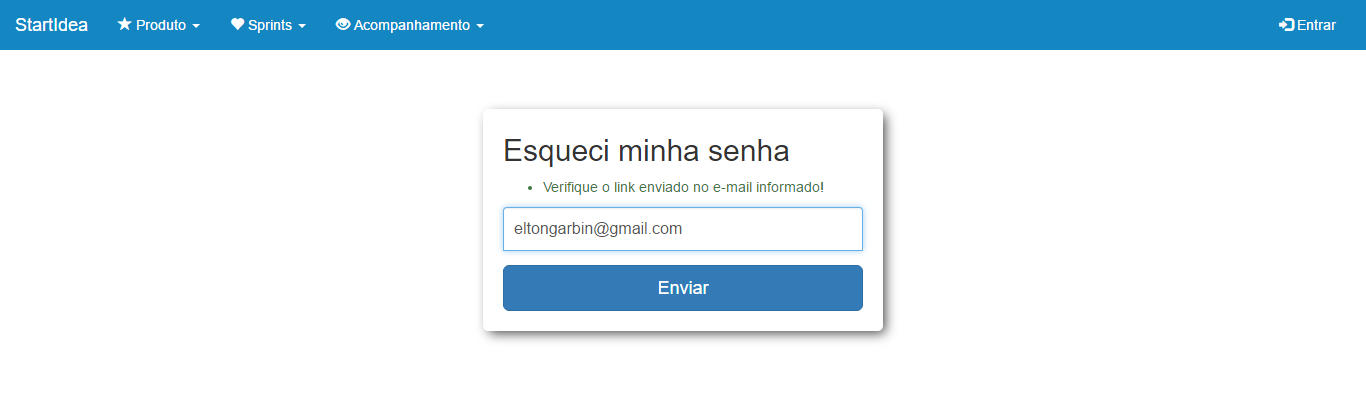 StartIdea Produto Sprints Acompanhamento Entrar
Esqueci minha senha
Verifique o link enviado no e-mail informado!
eltongarbin@gmail.com
Enviar